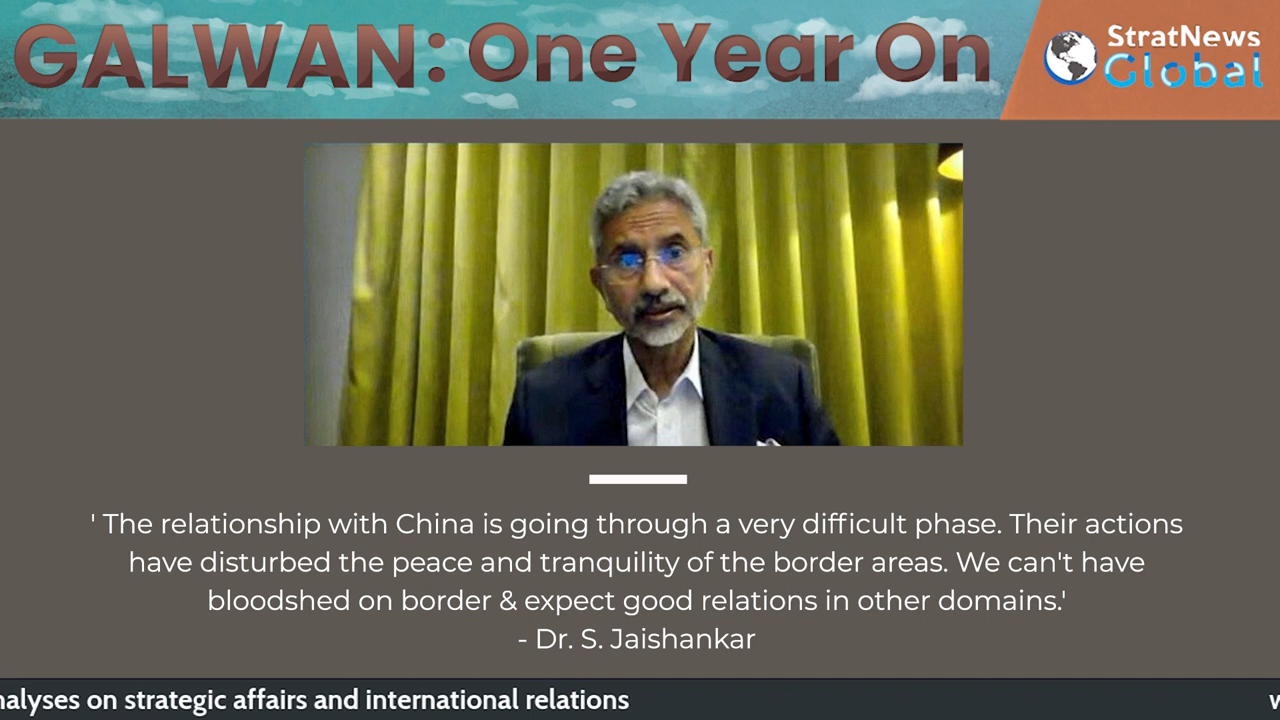 GALWAN: One Year On
StratNews
Global
' The relationship with China is going through a very difficult phase. Their actions
have disturbed the peace and tranquility of the border areas. We can't have
bloodshed on border & expect good relations in other domains.'
- Dr. S. Jaishankar
nalyses on strategic affairs and international relations